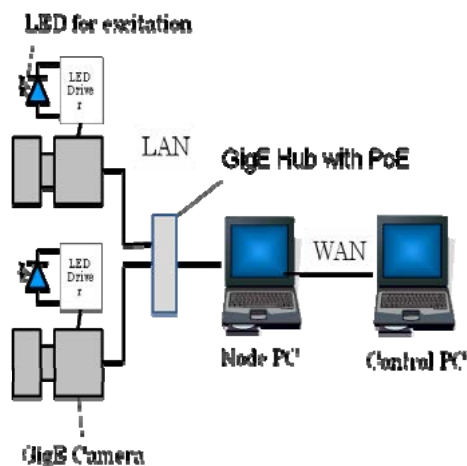 LED for excitation
LED
Drive
r
LAN
GigE Hub with PoE
WAN
LED
Drive
r
Node PC
Control PC
GigE Camera